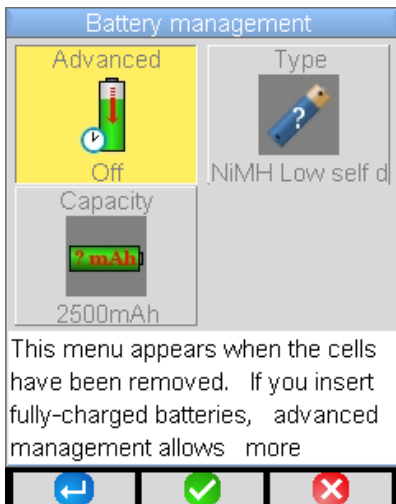 Battery management
Advanced
Type
Off
NiMH Low self d
Capacity
? mAh
2500mAh
This menu appears when the cells
have been removed. If you insert
fully-charged batteries, advanced
management allows more